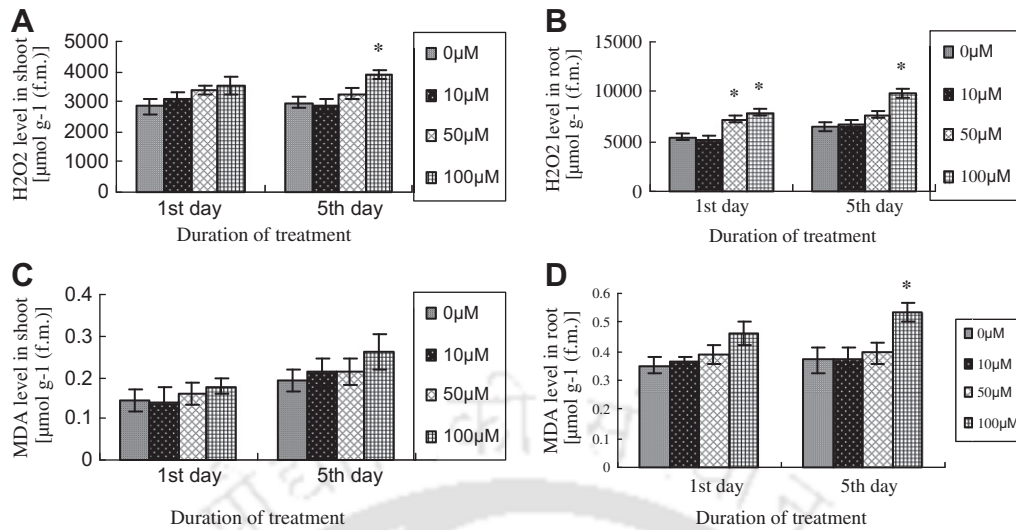 A
H2O2 level in shoot
[µmol g-1 (f.m.)]
5000
4000
3000
2000
1000
0
*
1st day
5th day
Duration of treatment
0µM
10µM
50µM
100µM
B
H2O2 level in root
[µmol g-1 (f.m.)]
15000
10000
5000
0
* * *
1st day
5th day
Duration of treatment
0µM
10µM
50µM
100µM
C
MDA level in shoot
[µmol g-1 (f.m.)]
0.4
0.3
0.2
0.1
0
1st day
5th day
Duration of treatment
0µM
10µM
50µM
100µM
D
MDA level in root
[µmol g-1 (f.m.)]
0.6
0.5
0.4
0.3
0.2
0.1
0
*
1st day
5th day
Duration of treatment
0µM
10µM
50µM
100µM